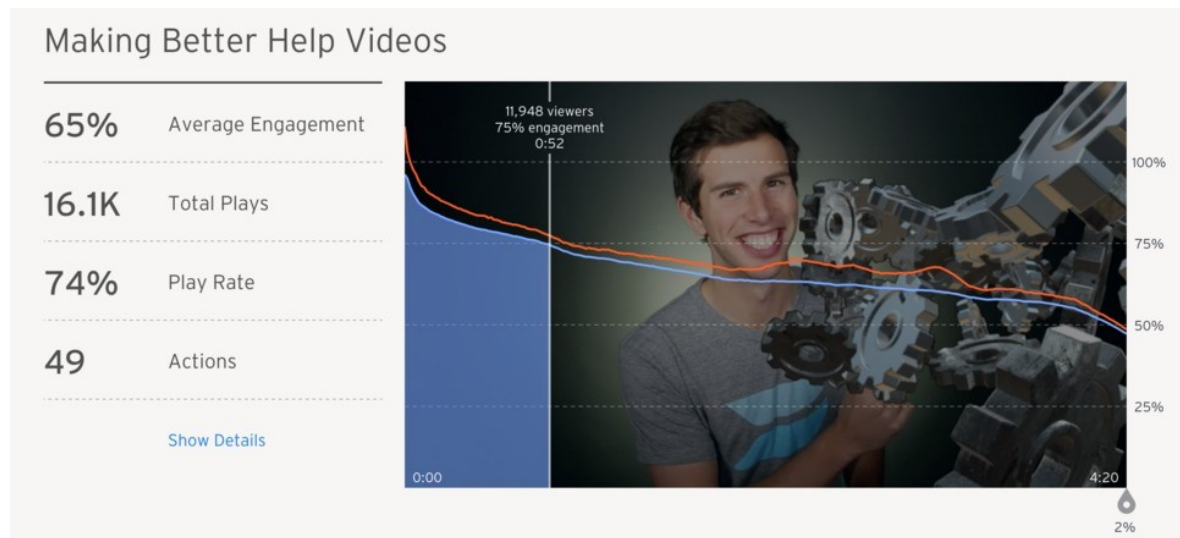 Making Better Help Videos
65% Average Engagement
16.1K Total Plays
74% Play Rate
49 Actions
Show Details
11,948 viewers
75% engagement
0:52
100%
75%
50%
25%
0:00
4:20
2%